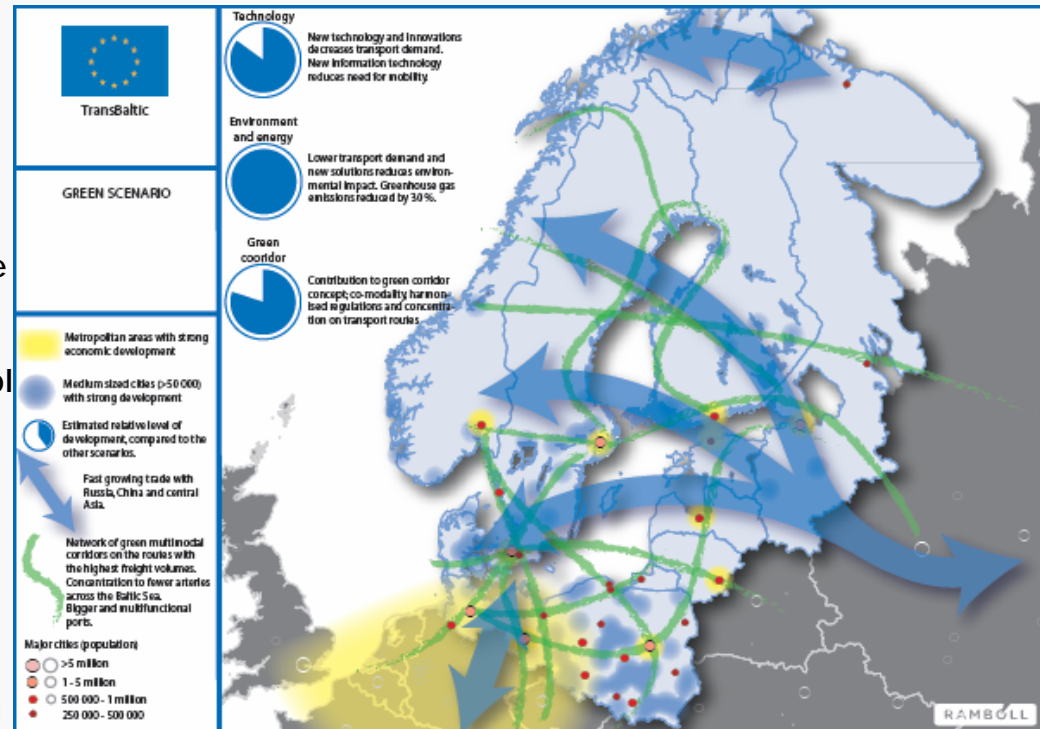 TransBaltic
GREEN SCENARIO
e
ol
Metropolitan areas with strong
economic development
Medium sized cities (>50 000)
with strong development
Estimated relative level of
development, compared to the
other scenarios.
Fast growing trade with
Russia, China and central
Asia.
Network of green multimodal
corridors on the routes with
the highest freight volumes.
Concentration to fewer arteries
across the Baltic Sea.
Bigger and multifunctional
ports.
Major cities (population)
>5 million
1 - 5 million
500 000 - 1 million
250 000 - 500 000
Technology
New technology and innovations
decreases transport demand.
New information technology
reduces need for mobility.
Environment
and energy
Lower transport demand and
new solutions reduces environ-
mental impact. Greenhouse gas
emissions reduced by 30%.
Green
cooridor
Contribution to green corridor
concept; co-modality, harmon-
ised regulations and concentra-
tion on transport routes
RAMBOLL